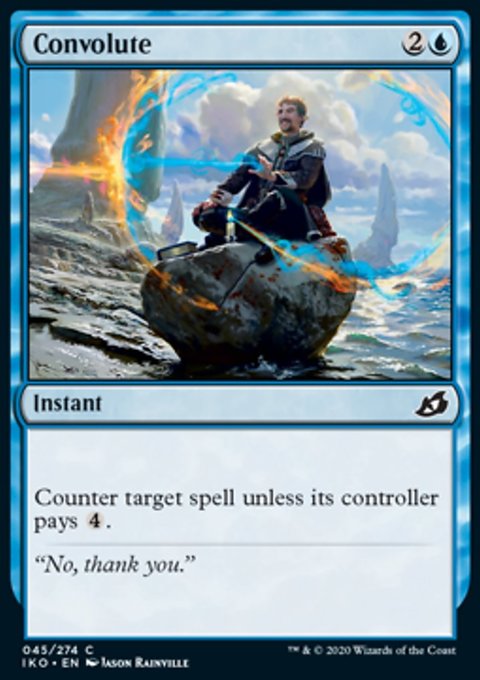 Convolute 2
Instant
Counter target spell unless its controller
pays 4.
“No, thank you.”
045/274 C
IKO • EN Jason Rainville
™ & © 2020 Wizards of the Coast